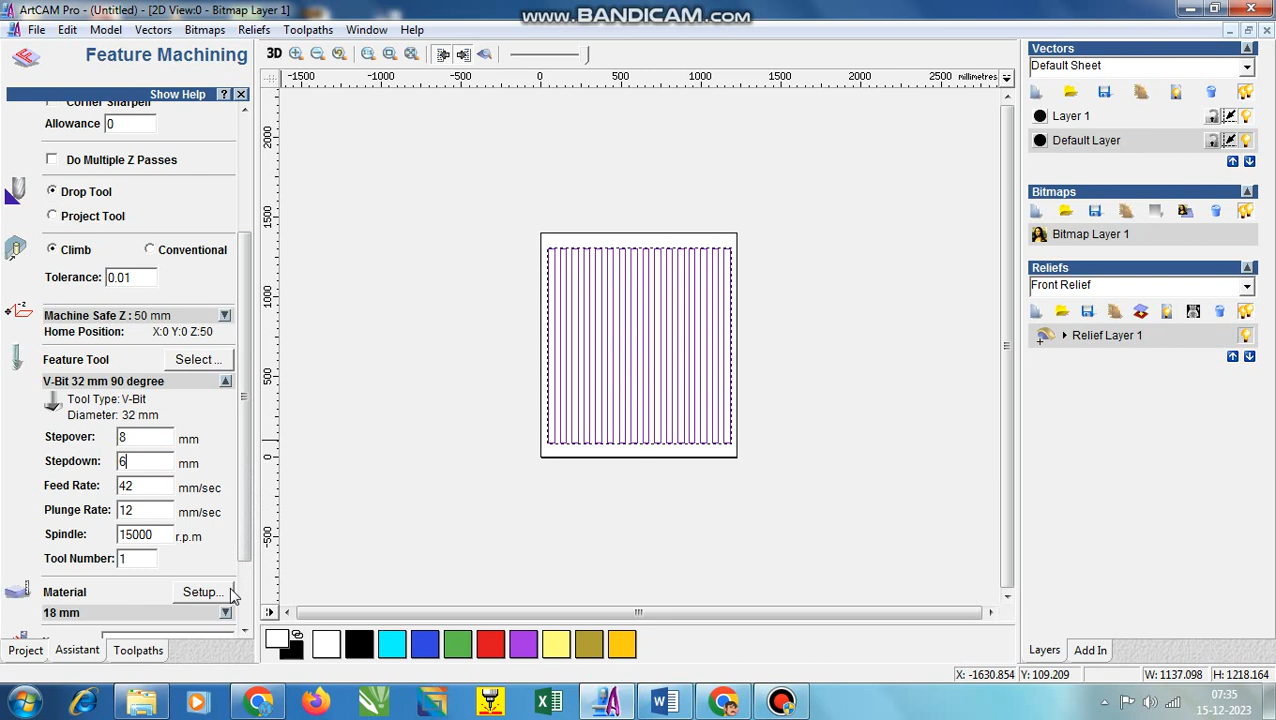 ArtCAM Pro - (Untitled) - [2D View:0 - Bitmap Layer 1]
www.BANDICAM.com
File Edit Model Vectors Bitmaps Reliefs Toolpaths Window Help
Feature Machining
Show Help ?
Corner Sharpen
Allowance 0
Do Multiple Z Passes
Drop Tool
Project Tool
Climb Conventional
Tolerance: 0.01
Machine Safe Z : 50 mm
Home Position: X:0 Y:0 Z:50
Feature Tool Select ...
V-Bit 32 mm 90 degree
Tool Type: V-Bit
Diameter: 32 mm
Stepover: 8 mm
Stepdown: 6 mm
Feed Rate: 42 mm/sec
Plunge Rate: 12 mm/sec
Spindle: 15000 r.p.m
Tool Number: 1
Material Setup...
18 mm
Project Assistant Toolpaths
3D
-1500 -1000 -500 0 500 1000 1500 2000 2500 millimetres
2000
1500
1000
500
0
-500
Vectors
Default Sheet
Layer 1
Default Layer
Bitmaps
Bitmap Layer 1
Reliefs
Front Relief
Relief Layer 1
Layers Add In
X: -1630.854 Y: 109.209 W: 1137.098 H: 1218.164
07:35
15-12-2023